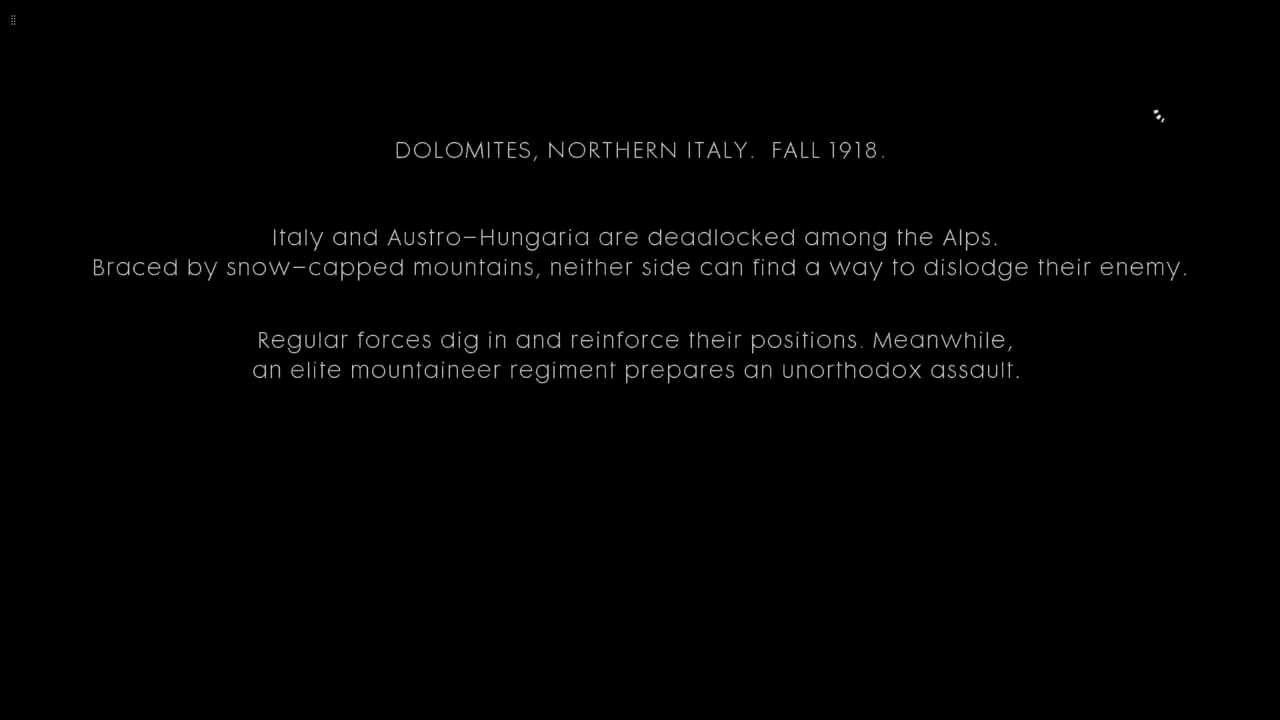 DOLOMITES, NORTHERN ITALY. FALL 1918.
Italy and Austro-Hungaria are deadlocked among the Alps.
Braced by snow-capped mountains, neither side can find a way to dislodge their enemy.
Regular forces dig in and reinforce their positions. Meanwhile,
an elite mountaineer regiment prepares an unorthodox assault.